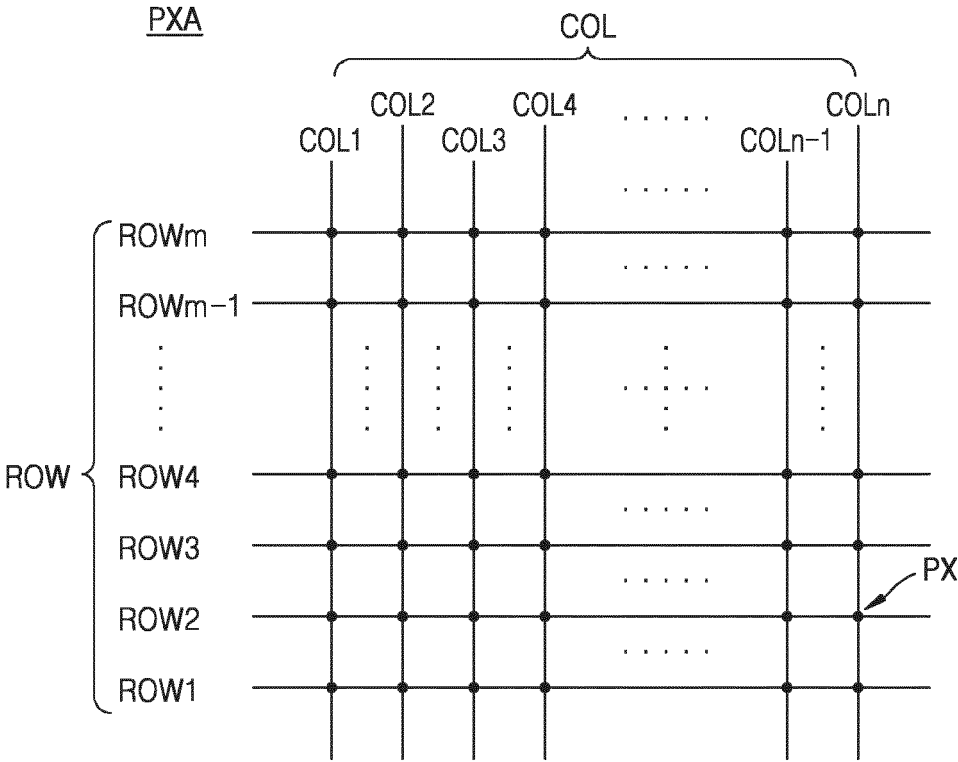 PXA
COL
COL1 COL2 COL3 COL4 ..... COLn-1 COLn
ROWm
ROWm-1
ROW
ROW4
ROW3
PX
ROW2
ROW1